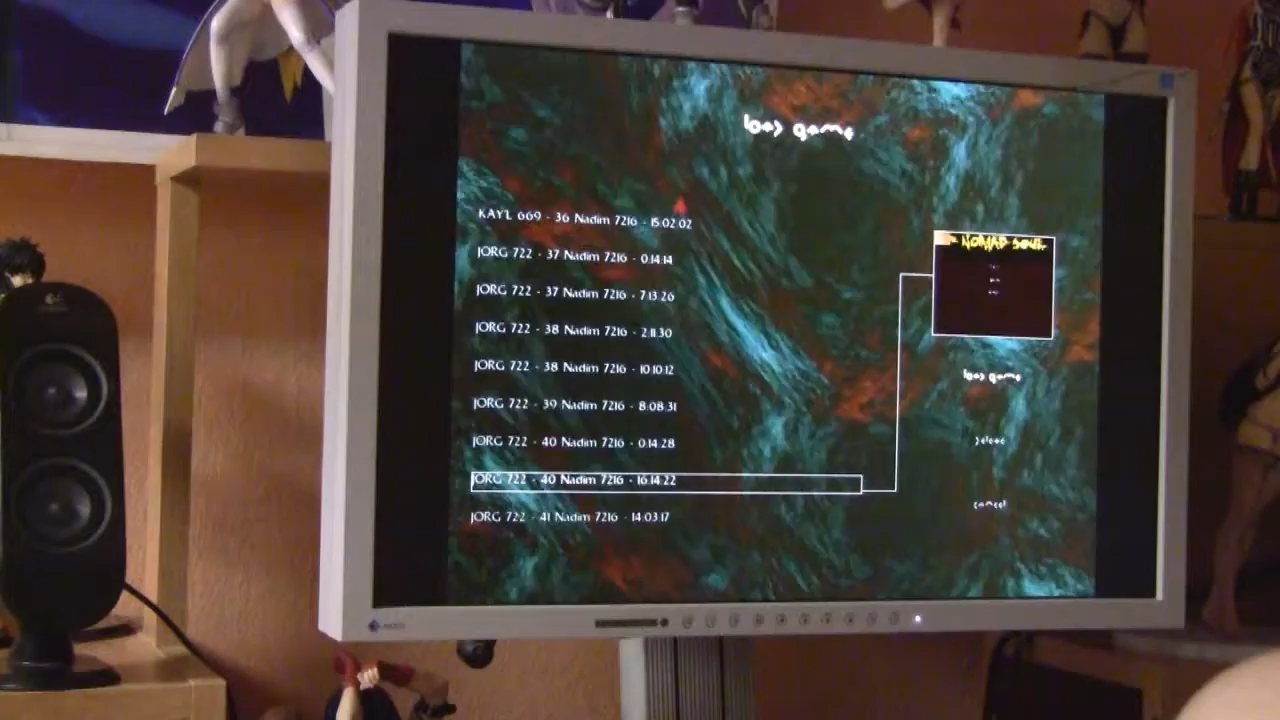 load game
KAY'L 669 - 36 Nadim 7216 - 15.02.02
JORG 722 - 37 Nadim 7216 - 0.14.14
JORG 722 - 37 Nadim 7216 - 7.13.26
JORG 722 - 38 Nadim 7216 - 2.11.30
JORG 722 - 38 Nadim 7216 - 10.10.12
JORG 722 - 39 Nadim 7216 - 8.08.31
JORG 722 - 40 Nadim 7216 - 0.14.28
JORG 722 - 40 Nadim 7216 - 16.14.22
JORG 722 - 41 Nadim 7216 - 14.03.17
NOMAD SOUL
load game
delete
cancel